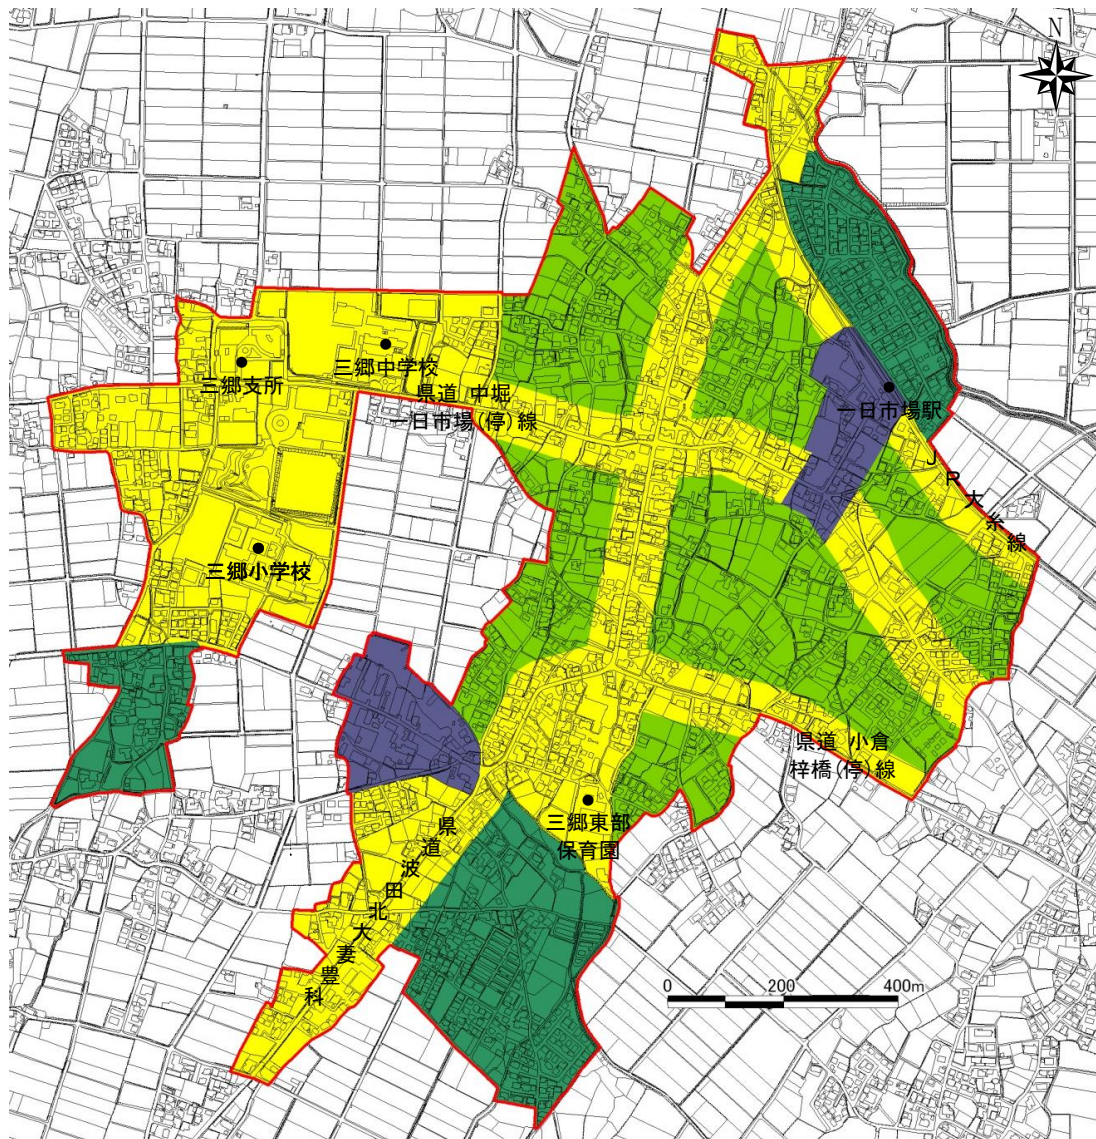 N
三郷支所
三郷中学校
県道 中堀
一日市場(停)線
一日市場駅
JR大糸線
三郷小学校
県道 小倉
梓橋(停)線
三郷東部
保育園
県道波田北大妻豊科
0 200 400m